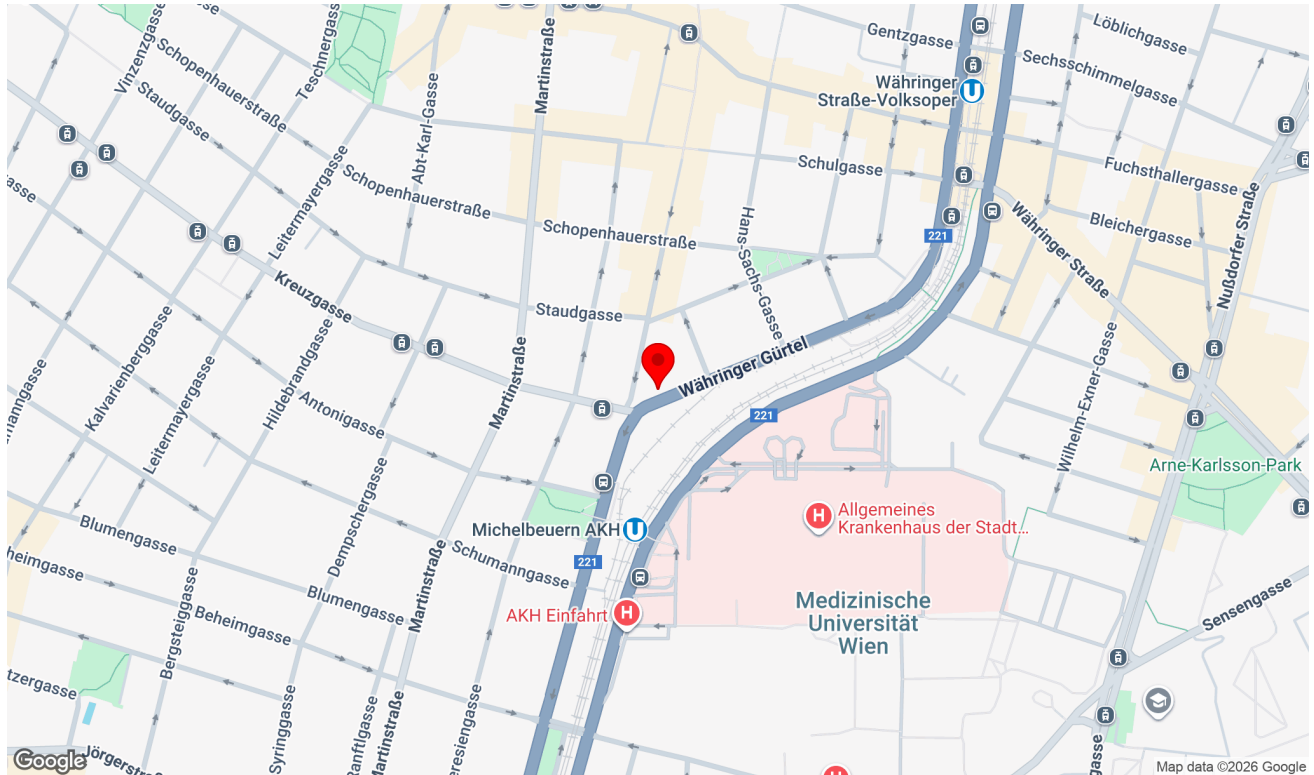 Gentzgasse
Löblichgasse
Sechsschimmelgasse
Vinzenzgasse
Teschnergasse
Schopenhauerstraße
Staudgasse
Abt-Karl-Gasse
Martinstraße
Währinger
Straße-Volksoper
Schulgasse
Fuchsthallergasse
Bleichergasse
Nußdorfer Straße
Währinger Straße
Schopenhauerstraße
Leitermayergasse
Schopenhauerstraße
Hans-Sachs-Gasse
221
Kreuzgasse
Staudgasse
Währinger Gürtel
Kalvarienberggasse
Hildebrandgasse
Martinstraße
Leitermayergasse
Antonigasse
221
Wilhelm-Exner-Gasse
Arne-Karlsson-Park
Dempschergasse
Allgemeines
Krankenhaus der Stadt...
Michelbeuern AKH
221
Blumengasse
Schumanngasse
Martinstraße
Beheimgasse
Blumengasse
AKH Einfahrt
Medizinische
Universität
Wien
Sensengasse
Bergsteiggasse
Syringgasse
Martinstraße
Google
Map data ©2026 Google